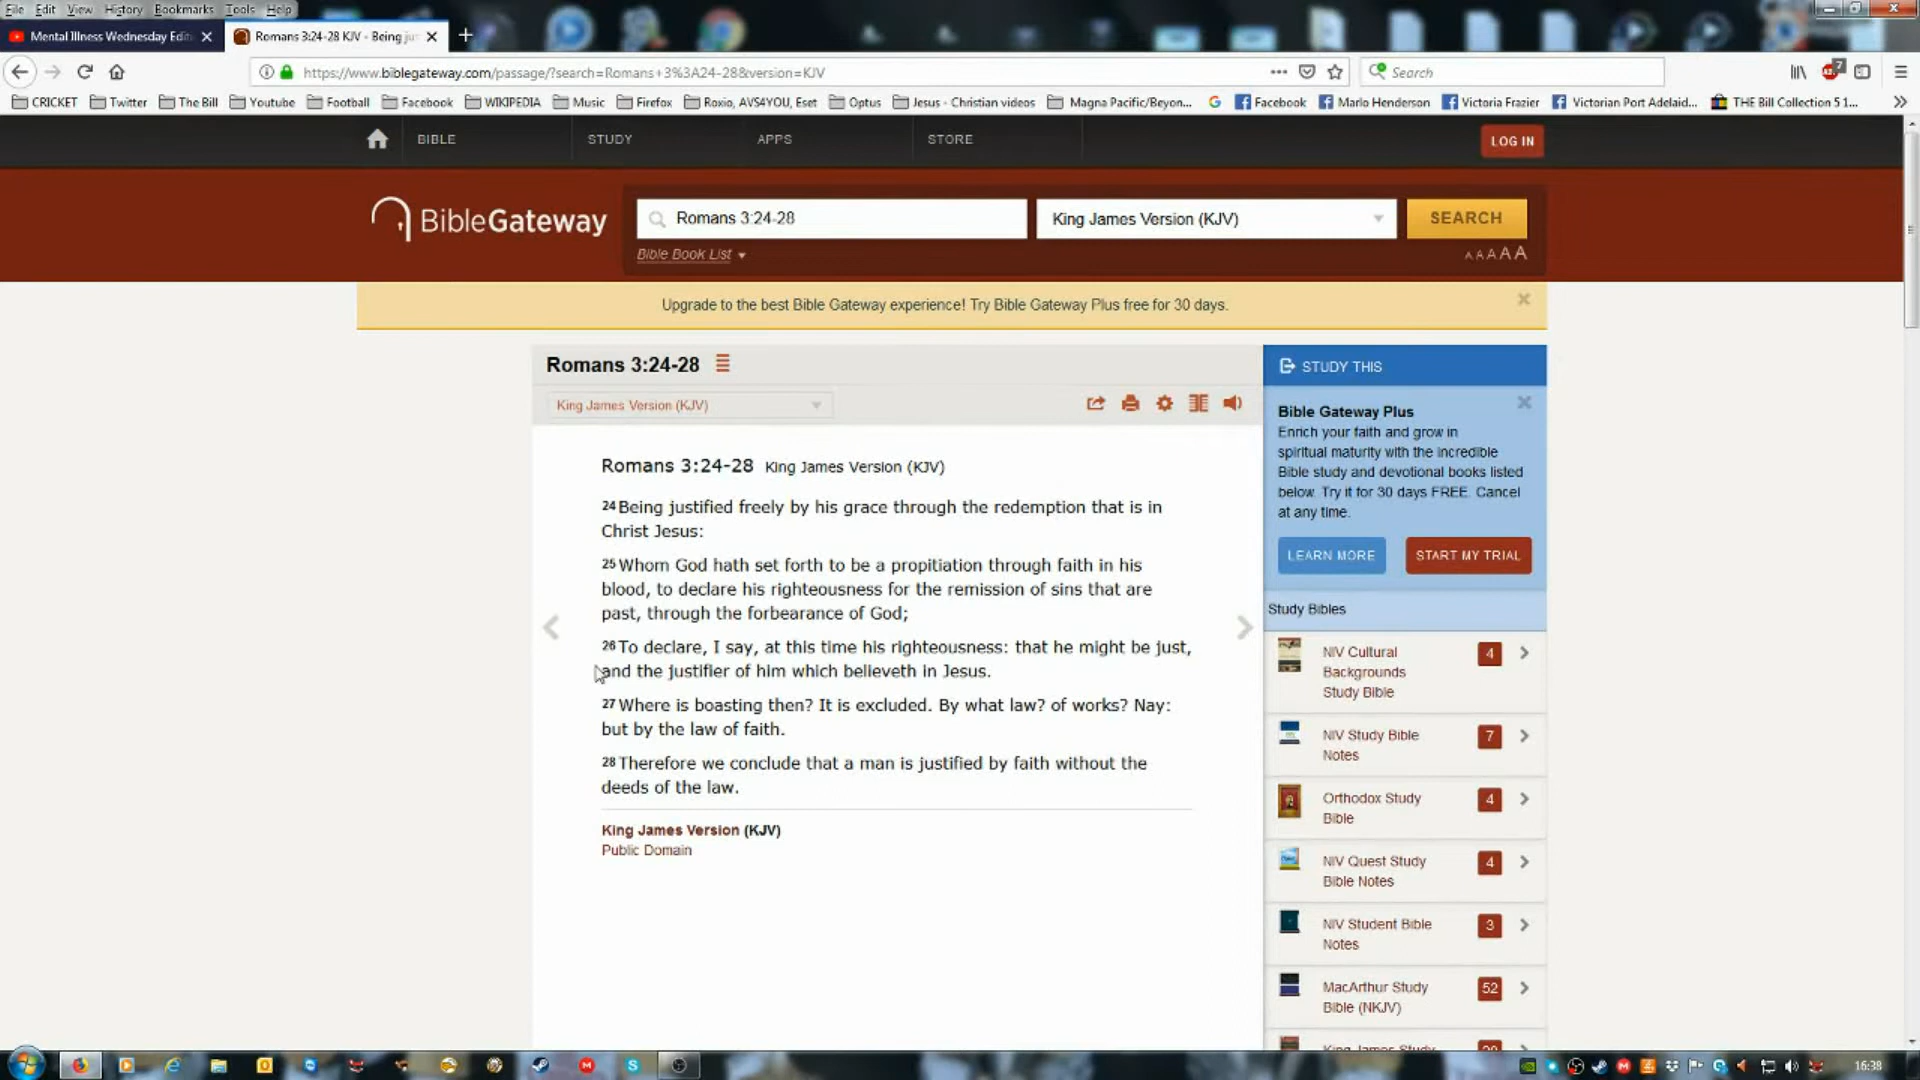 File Edit View History Bookmarks Tools Help
Mental Illness Wednesday Edit
Romans 3:24-28 KJV - Being jus
https://www.biblegateway.com/passage/?search=Romans+3%3A24-28&version=KJV
Search
7
CRICKET Twitter The Bill Youtube Football Facebook WIKIPEDIA Music Firefox Roxio, AVS4YOU, Eset Optus Jesus - Christian videos Magna Pacific/Beyon... Facebook Marlo Henderson Victoria Frazier Victorian Port Adelaid... THE Bill Collection 5 1...
BIBLE STUDY APPS STORE
LOG IN
BibleGateway
Romans 3:24-28
King James Version (KJV)
SEARCH
Bible Book List
A A A A A
Upgrade to the best Bible Gateway experience! Try Bible Gateway Plus free for 30 days.
Romans 3:24-28
King James Version (KJV)
Romans 3:24-28 King James Version (KJV)
24 Being justified freely by his grace through the redemption that is in
Christ Jesus:
25 Whom God hath set forth to be a propitiation through faith in his
blood, to declare his righteousness for the remission of sins that are
past, through the forbearance of God;
26 To declare, I say, at this time his righteousness: that he might be just,
and the justifier of him which believeth in Jesus.
27 Where is boasting then? It is excluded. By what law? of works? Nay:
but by the law of faith.
28 Therefore we conclude that a man is justified by faith without the
deeds of the law.
King James Version (KJV)
Public Domain
STUDY THIS
Bible Gateway Plus
Enrich your faith and grow in
spiritual maturity with the incredible
Bible study and devotional books listed
below. Try it for 30 days FREE. Cancel
at any time.
LEARN MORE START MY TRIAL
Study Bibles
NIV Cultural
Backgrounds
Study Bible
4
NIV Study Bible
Notes
7
Orthodox Study
Bible
4
NIV Quest Study
Bible Notes
4
NIV Student Bible
Notes
3
MacArthur Study
Bible (NKJV)
52
King James Study
16:38